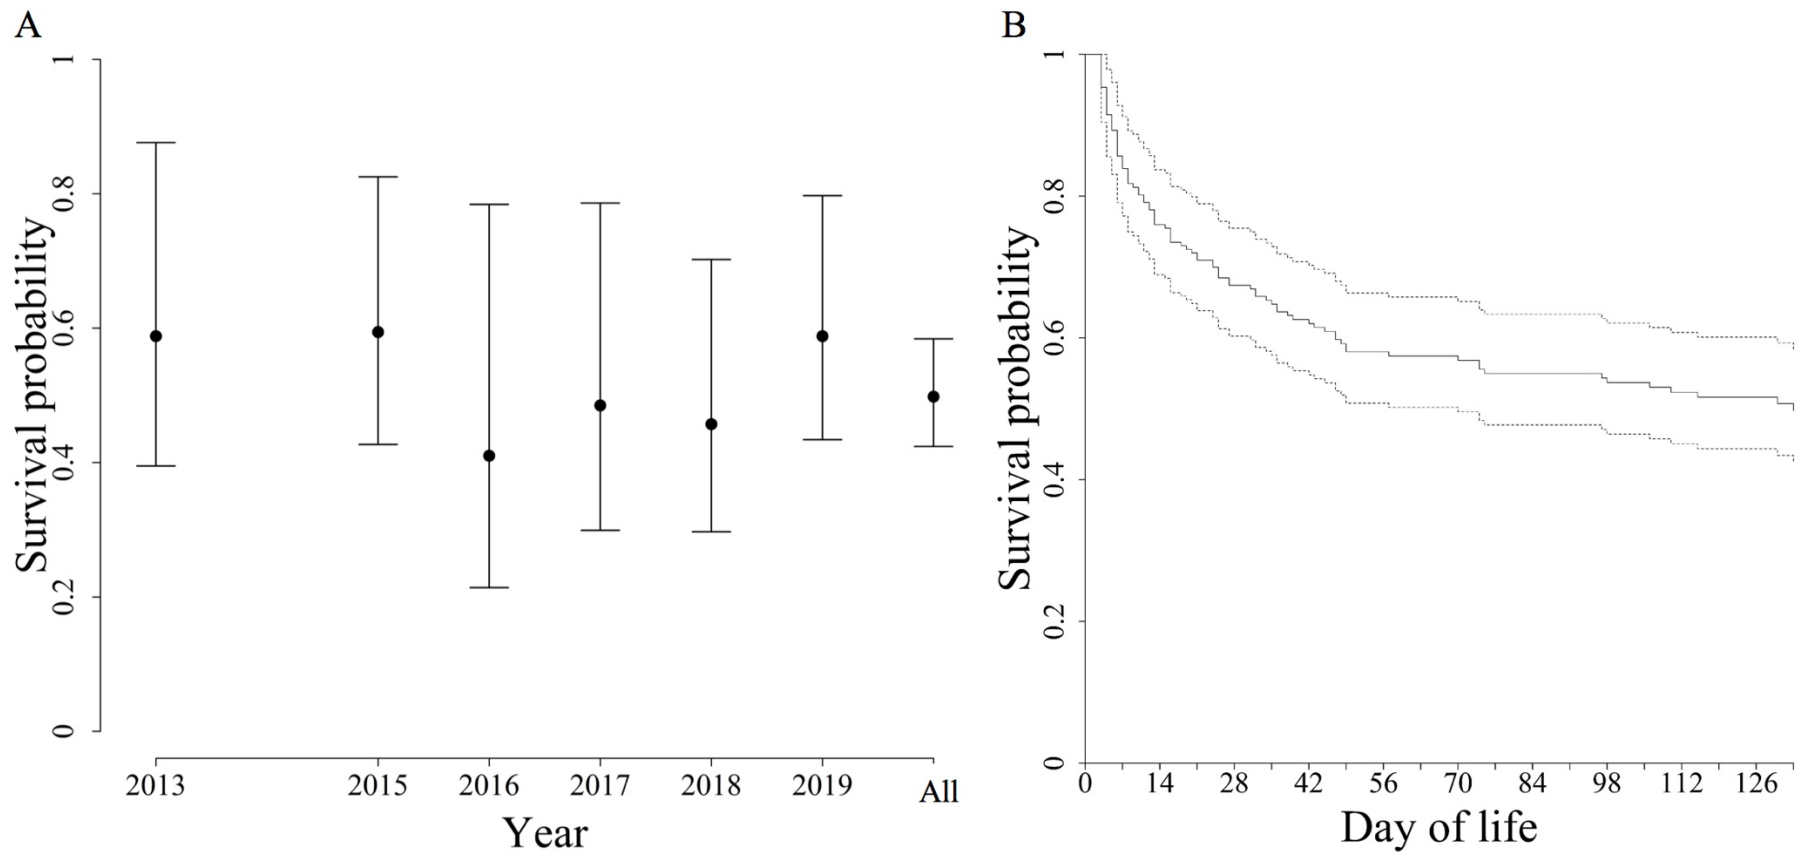 A
Survival probability
1
0.8
0.6
0.4
0.2
0
2013 2015 2016 2017 2018 2019 All
Year
B
Survival probability
1
0.8
0.6
0.4
0.2
0
0 14 28 42 56 70 84 98 112 126
Day of life